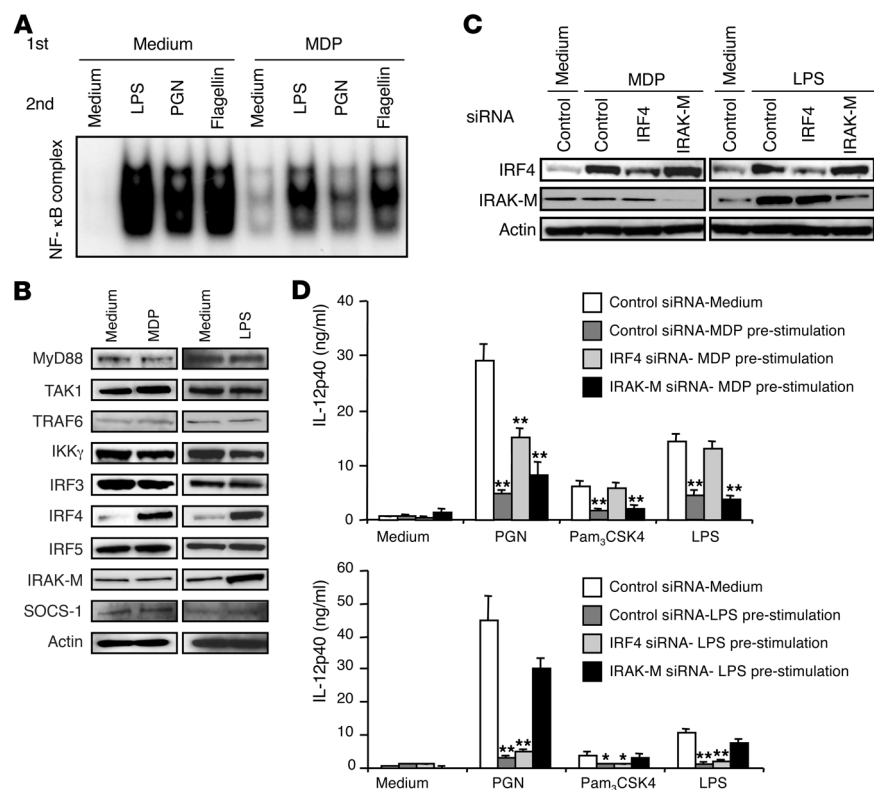 A
1st
Medium
MDP
2nd
Medium
LPS
PGN
Flagellin
Medium
LPS
PGN
Flagellin
NF- κB complex
B
Medium
MDP
Medium
LPS
MyD88
TAK1
TRAF6
IKKγ
IRF3
IRF4
IRF5
IRAK-M
SOCS-1
Actin
C
Medium
MDP
Medium
LPS
siRNA
Control
Control
IRF4
IRAK-M
Control
Control
IRF4
IRAK-M
IRF4
IRAK-M
Actin
D
IL-12p40 (ng/ml)
40
30
20
10
0
Control siRNA-Medium
Control siRNA-MDP pre-stimulation
IRF4 siRNA- MDP pre-stimulation
IRAK-M siRNA- MDP pre-stimulation
** ** **
** **
** **
Medium PGN Pam₃CSK4 LPS
IL-12p40 (ng/ml)
60
50
40
30
20
10
0
Control siRNA-Medium
Control siRNA-LPS pre-stimulation
IRF4 siRNA- LPS pre-stimulation
IRAK-M siRNA- LPS pre-stimulation
** **
* *
** **
Medium PGN Pam₃CSK4 LPS